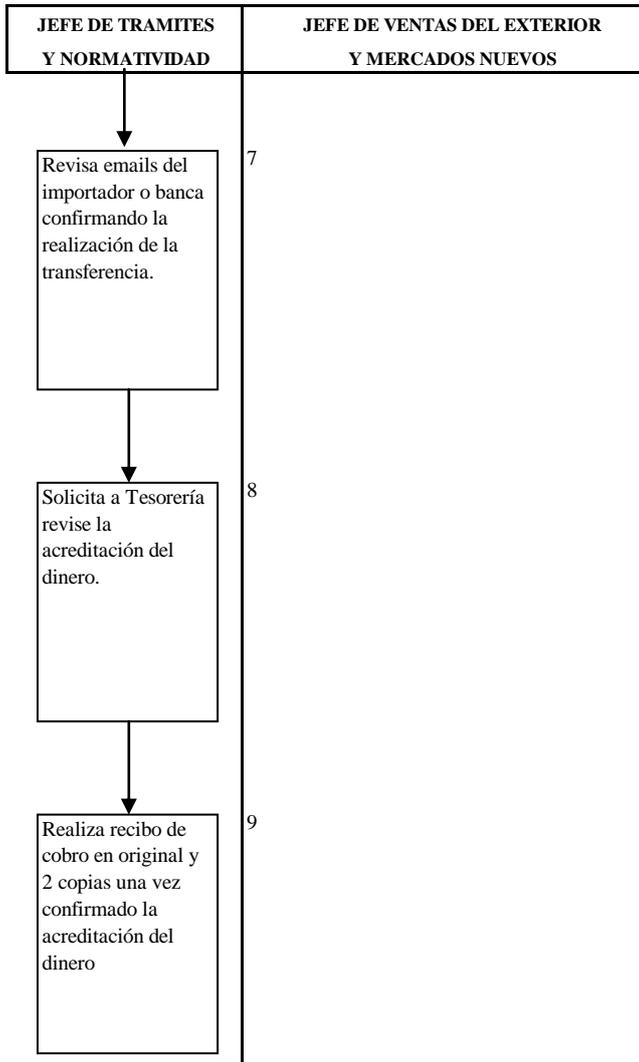 JEFE DE TRAMITES
Y NORMATIVIDAD
JEFE DE VENTAS DEL EXTERIOR
Y MERCADOS NUEVOS
Revisa emails del
importador o banca
confirmando la
realización de la
transferencia.
7
Solicita a Tesorería
revise la
acreditación del
dinero.
8
Realiza recibo de
cobro en original y
2 copias una vez
confirmado la
acreditación del
dinero
9